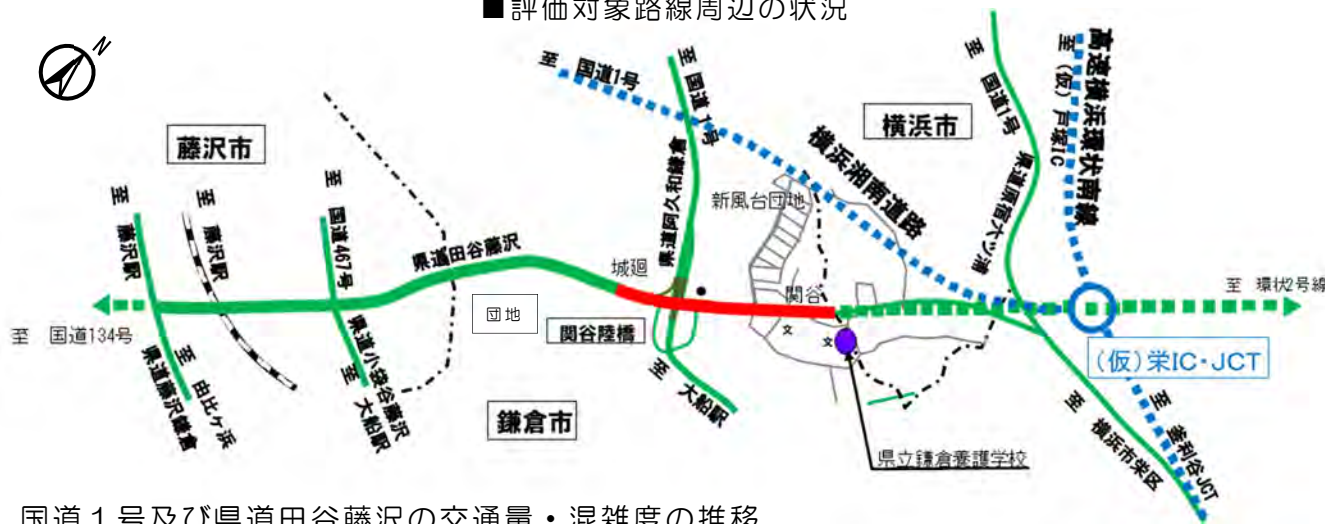 ■評価対象路線周辺の状況
N
藤沢市
至 藤沢駅
至 藤沢駅
至 国道467号
県道田谷藤沢
至 国道1号
至 国道1号
県道阿久和鎌倉
新風台団地
横浜湘南道路
横浜市
至 国道1号
県道原宿六ツ浦
高速横浜環状南線
至(仮)戸塚IC
城廻
関谷
至 環状2号線
至 国道134号
団地
関谷陸橋
文
文
(仮)栄IC・JCT
県道藤沢鎌倉
至 由比ケ浜
県道小袋谷藤沢
至 大船駅
鎌倉市
至 大船駅
県立鎌倉養護学校
至 横浜市栄区
至 釜利谷JCT
国道1号及び県道田谷藤沢の交通量・混雑度の推移